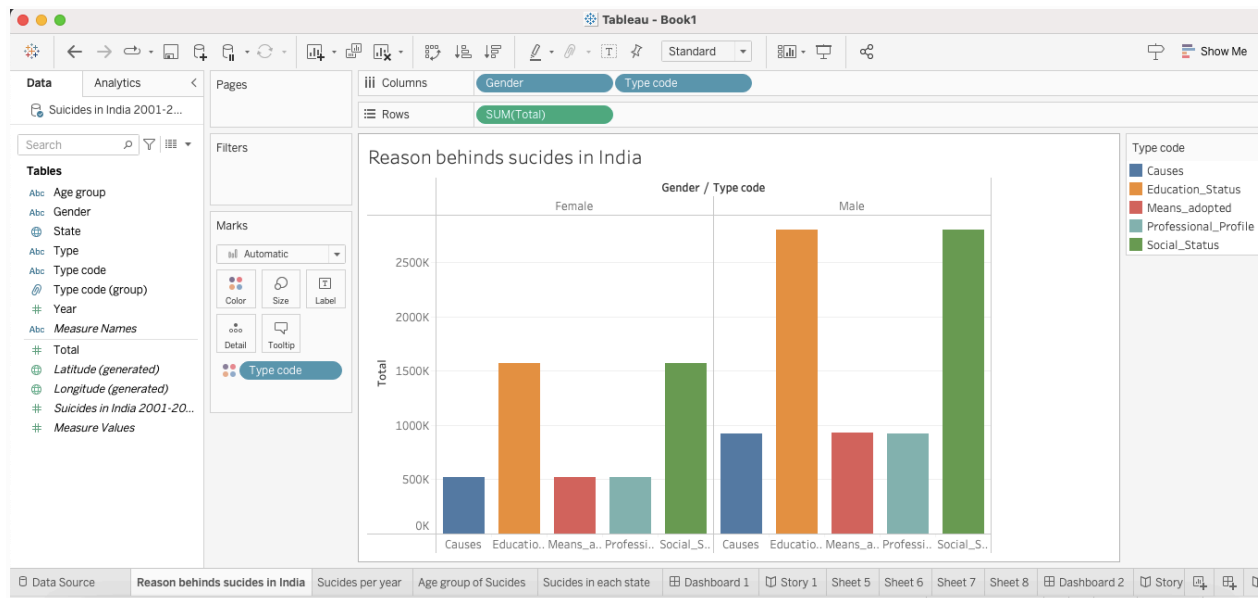 Tableau - Book1
Standard
Show Me
Data Analytics
Pages
Columns Gender Type code
Suicides in India 2001-2...
Rows SUM(Total)
Search
Filters
Tables
Abc Age group
Abc Gender
State
Abc Type
Abc Type code
Type code (group)
# Year
Abc Measure Names
# Total
Latitude (generated)
Longitude (generated)
# Suicides in India 2001-20...
# Measure Values
Marks
Automatic
Color Size Label
Detail Tooltip
Type code
Reason behinds sucides in India
Gender / Type code
Female Male
2500K
2000K
1500K
1000K
500K
0K
Total
Causes Educatio.. Means_a.. Professi.. Social_S.. Causes Educatio.. Means_a.. Professi.. Social_S..
Type code
Causes
Education_Status
Means_adopted
Professional_Profile
Social_Status
Data Source Reason behinds sucides in India Sucides per year Age group of Sucides Sucides in each state Dashboard 1 Story 1 Sheet 5 Sheet 6 Sheet 7 Sheet 8 Dashboard 2 Story